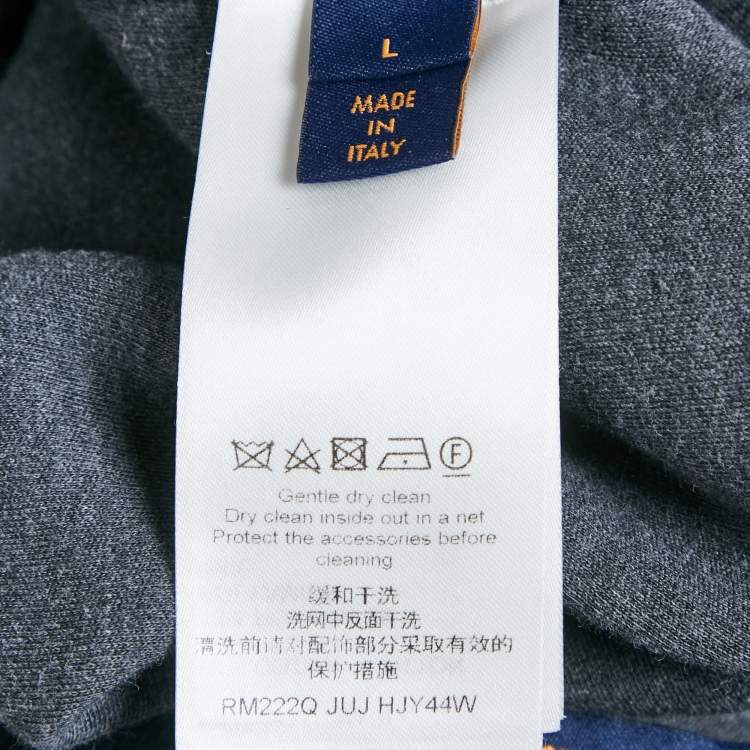 L
MADE
IN
ITALY
F
Gentle dry clean
Dry clean inside out in a net
Protect the accessories before
cleaning
缓和干洗
洗网中反面干洗
清洗前请对配饰部分采取有效的
保护措施
RM222Q JUJ HJY44W